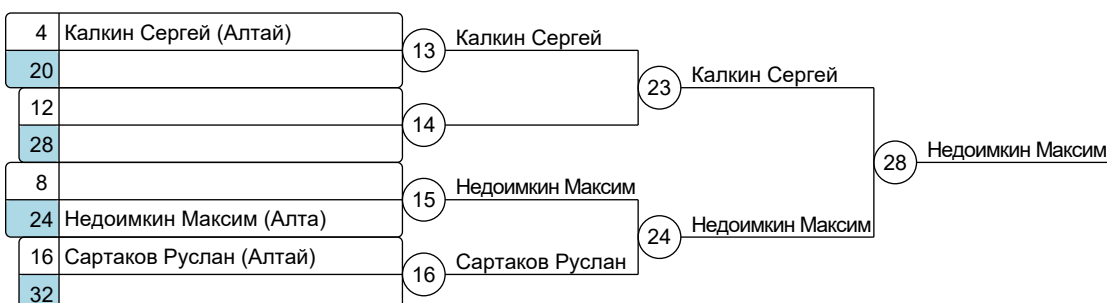 4 Калкин Сергей (Алтай)
20
12
28
8
24 Недоимкин Максим (Алта)
16 Сартаков Руслан (Алтай)
32
13 Калкин Сергей
14
15 Недоимкин Максим
16 Сартаков Руслан
23 Калкин Сергей
24 Недоимкин Максим
28 Недоимкин Максим